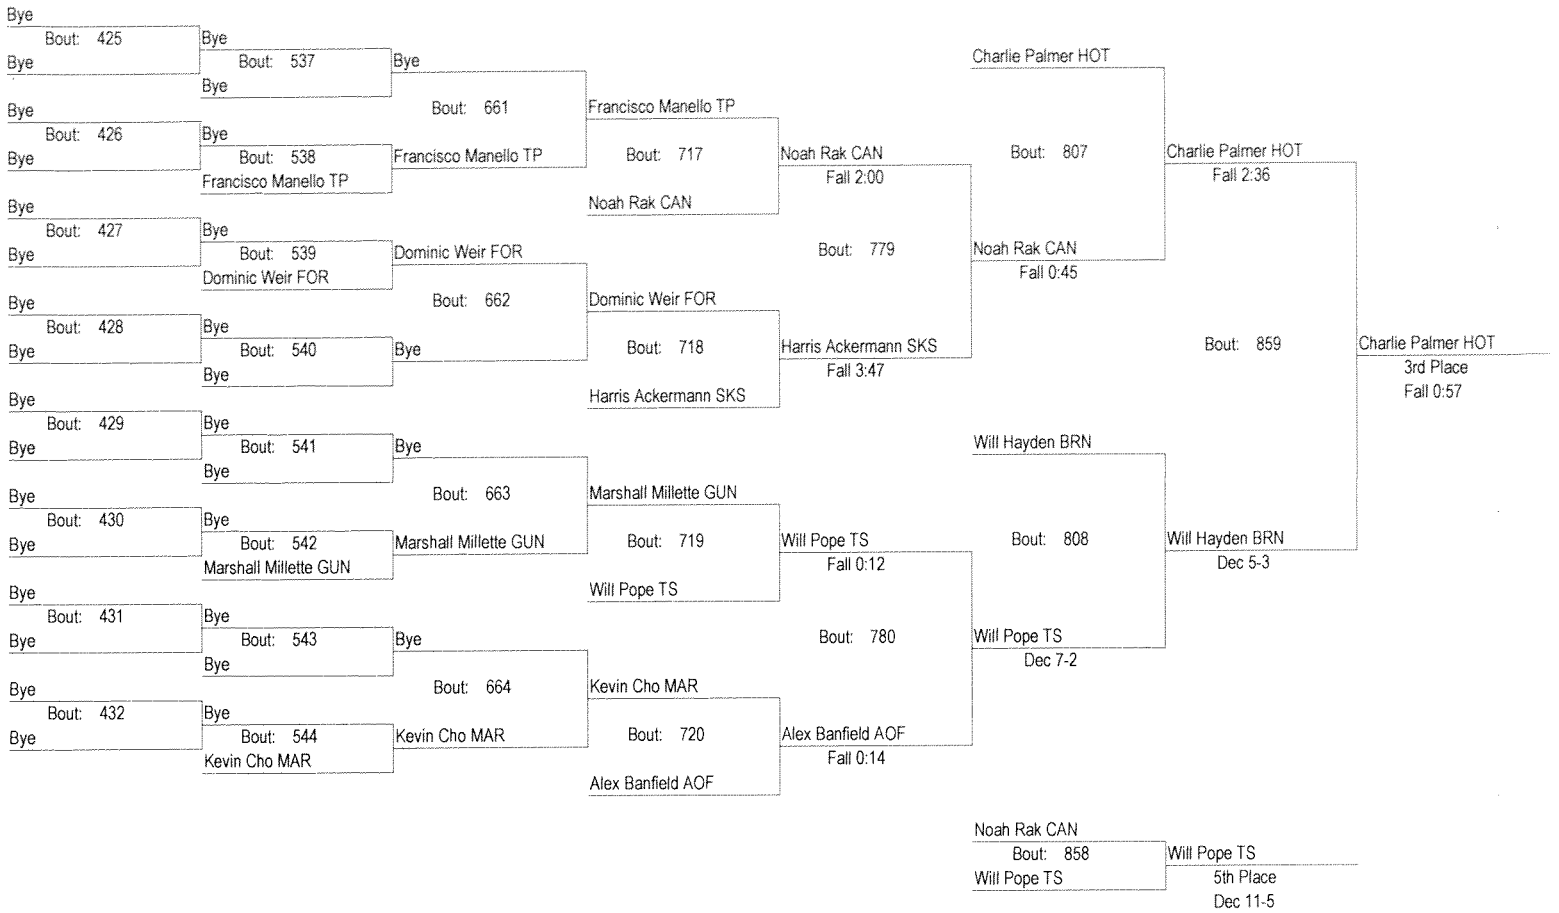 Bye
Bout: 425
Bye
Bye
Bout: 426
Bye
Bye
Bout: 427
Bye
Bye
Bout: 428
Bye
Bye
Bout: 429
Bye
Bye
Bout: 430
Bye
Bye
Bout: 431
Bye
Bye
Bout: 432
Bye
Bye
Bout: 537
Bye
Bye
Bout: 538
Francisco Manello TP
Bye
Bout: 539
Dominic Weir FOR
Bye
Bout: 540
Bye
Bye
Bout: 541
Bye
Bye
Bout: 542
Marshall Millette GUN
Bye
Bout: 543
Bye
Bye
Bout: 544
Kevin Cho MAR
Bye
Bout: 661
Francisco Manello TP
Dominic Weir FOR
Bout: 662
Bye
Bye
Bout: 663
Marshall Millette GUN
Bye
Bout: 664
Kevin Cho MAR
Francisco Manello TP
Bout: 717
Noah Rak CAN
Dominic Weir FOR
Bout: 718
Harris Ackermann SKS
Marshall Millette GUN
Bout: 719
Will Pope TS
Kevin Cho MAR
Bout: 720
Alex Banfield AOF
Noah Rak CAN
Fall 2:00
Bout: 779
Harris Ackermann SKS
Fall 3:47
Will Pope TS
Fall 0:12
Bout: 780
Alex Banfield AOF
Fall 0:14
Charlie Palmer HOT
Bout: 807
Noah Rak CAN
Fall 0:45
Will Hayden BRN
Bout: 808
Will Pope TS
Dec 7-2
Charlie Palmer HOT
Fall 2:36
Bout: 859
Will Hayden BRN
Dec 5-3
Charlie Palmer HOT
3rd Place
Fall 0:57
Noah Rak CAN
Bout: 858
Will Pope TS
Will Pope TS
5th Place
Dec 11-5